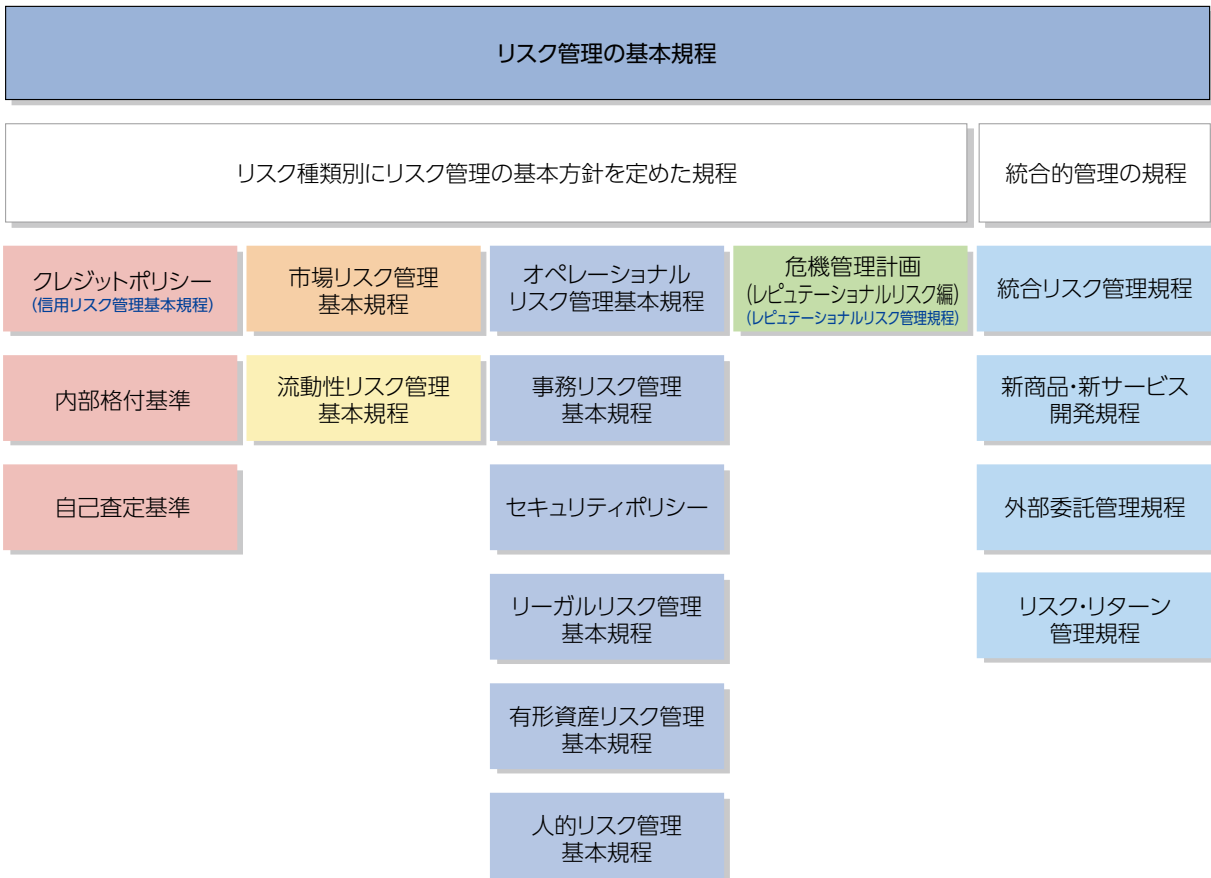 リスク管理の基本規程
リスク種類別にリスク管理の基本方針を定めた規程
統合的管理の規程
クレジットポリシー
(信用リスク管理基本規程)
市場リスク管理
基本規程
オペレーショナル
リスク管理基本規程
危機管理計画
(レピュテーショナルリスク編)
(レピュテーショナルリスク管理規程)
統合リスク管理規程
内部格付基準
流動性リスク管理
基本規程
事務リスク管理
基本規程
新商品・新サービス
開発規程
自己査定基準
セキュリティポリシー
外部委託管理規程
リーガルリスク管理
基本規程
リスク・リターン
管理規程
有形資産リスク管理
基本規程
人的リスク管理
基本規程